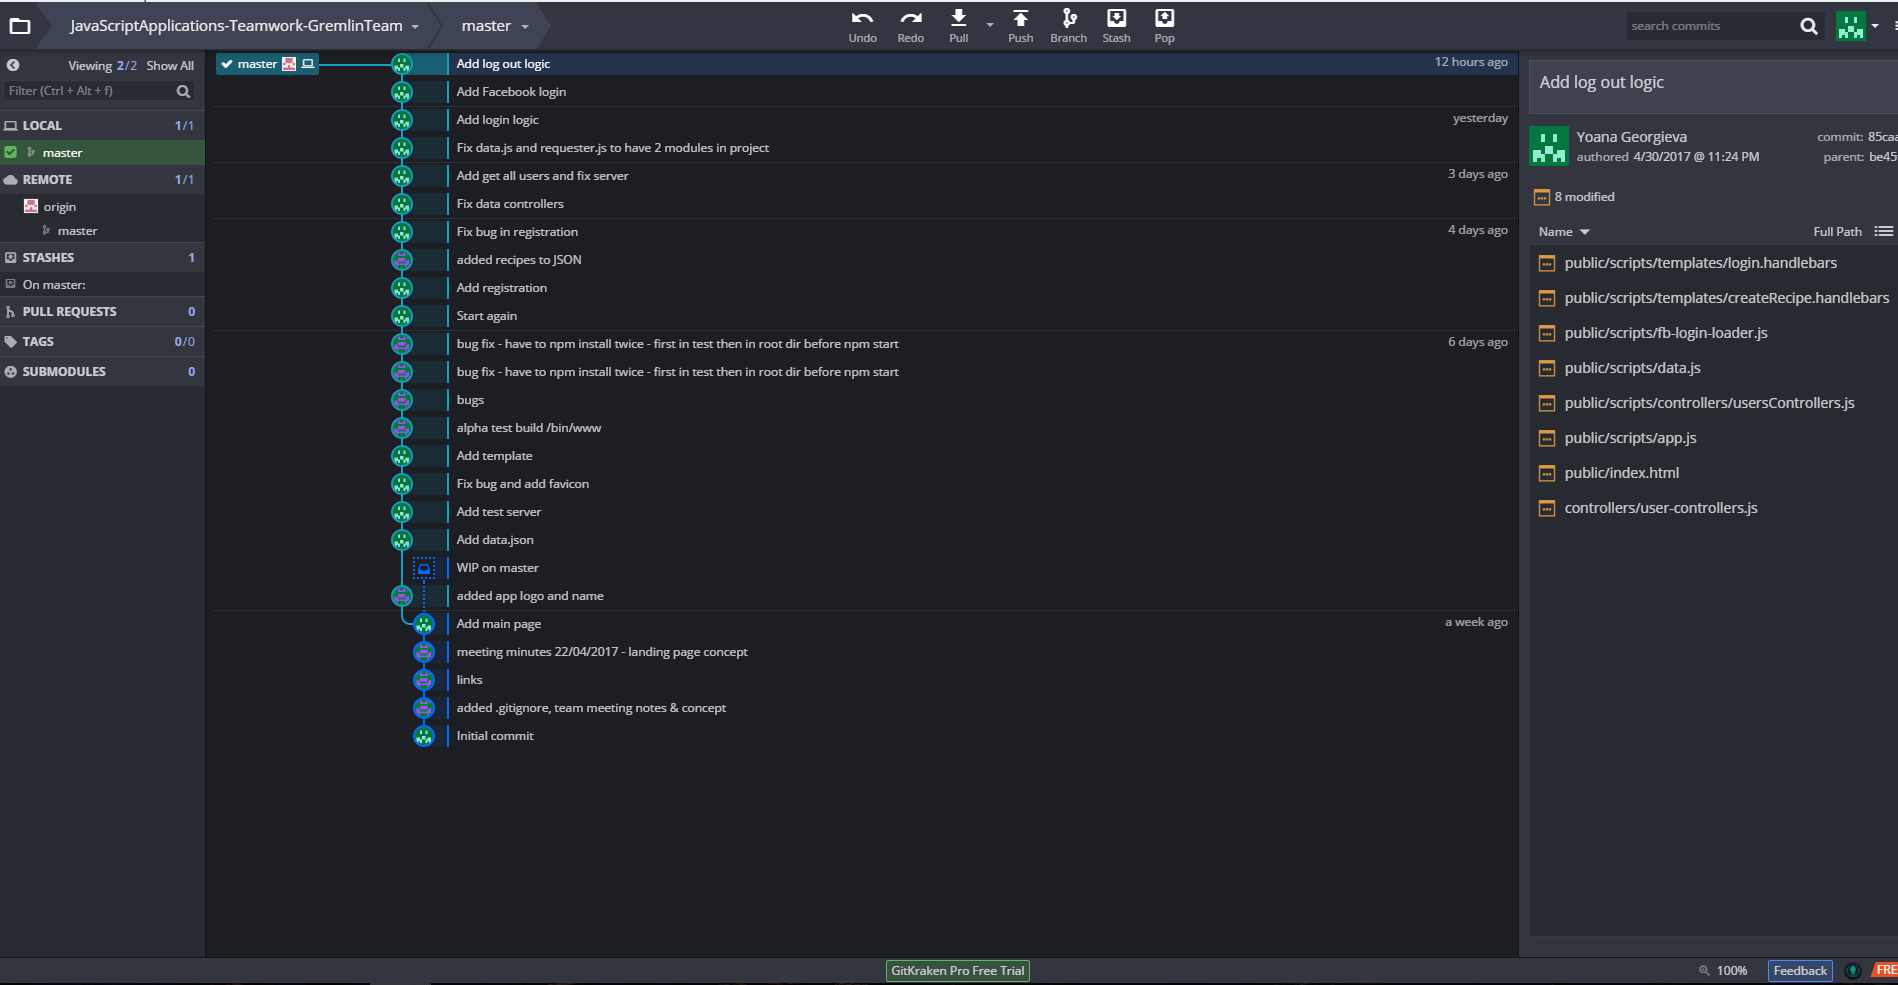 JavaScriptApplications-Teamwork-GremlinTeam
master
Undo
Redo
Pull
Push
Branch
Stash
Pop
search commits
Viewing 2/2 Show All
Filter (Ctrl + Alt + f)
LOCAL 1/1
master
REMOTE 1/1
origin
master
STASHES 1
On master:
PULL REQUESTS 0
TAGS 0/0
SUBMODULES 0
master
Add log out logic 12 hours ago
Add Facebook login
Add login logic yesterday
Fix data.js and requester.js to have 2 modules in project
Add get all users and fix server 3 days ago
Fix data controllers
Fix bug in registration 4 days ago
added recipes to JSON
Add registration
Start again
bug fix - have to npm install twice - first in test then in root dir before npm start 6 days ago
bug fix - have to npm install twice - first in test then in root dir before npm start
bugs
alpha test build /bin/www
Add template
Fix bug and add favicon
Add test server
Add data.json
WIP on master
added app logo and name
Add main page a week ago
meeting minutes 22/04/2017 - landing page concept
links
added .gitignore, team meeting notes & concept
Initial commit
Add log out logic
Yoana Georgieva commit: 85caa
authored 4/30/2017 @ 11:24 PM parent: be45
8 modified
Name Full Path
public/scripts/templates/login.handlebars
public/scripts/templates/createRecipe.handlebars
public/scripts/fb-login-loader.js
public/scripts/data.js
public/scripts/controllers/usersControllers.js
public/scripts/app.js
public/index.html
controllers/user-controllers.js
GitKraken Pro Free Trial
100%
Feedback
FRE